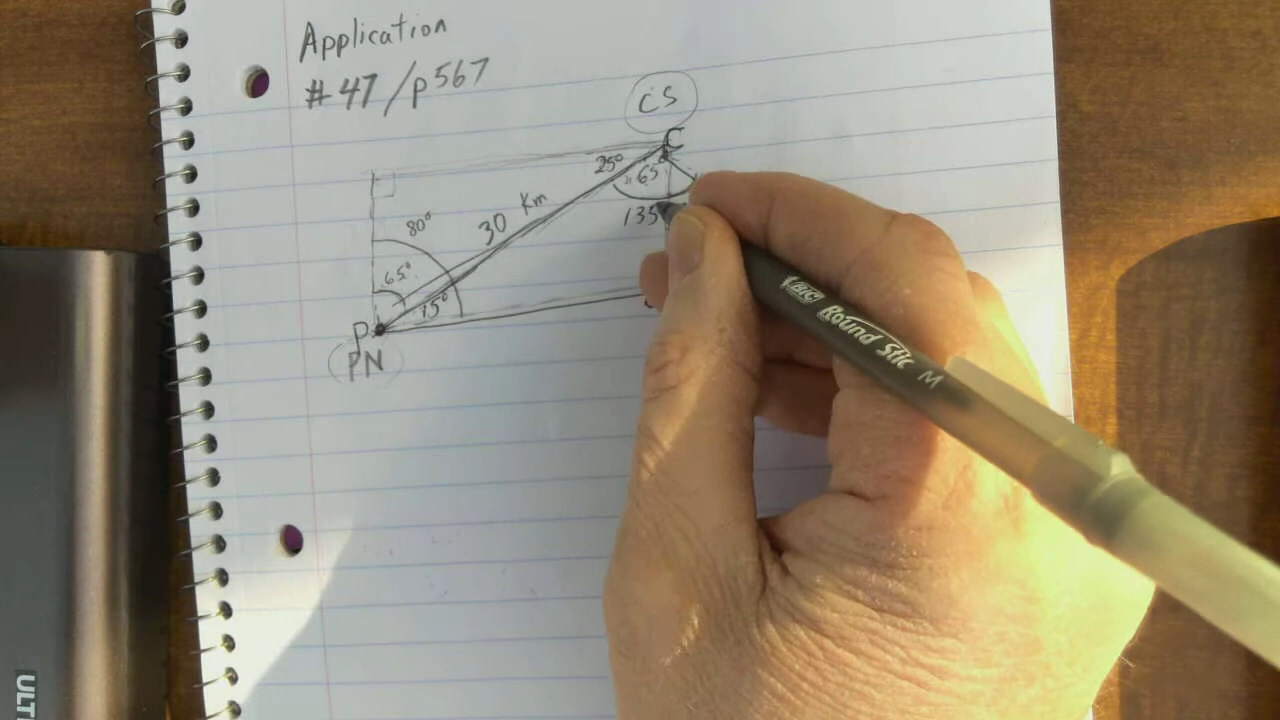 Application
#47/p567
CS
C
25°
65°
135
30 Km
80°
65°
15°
P
PN
BIC Round Stic M
ULT